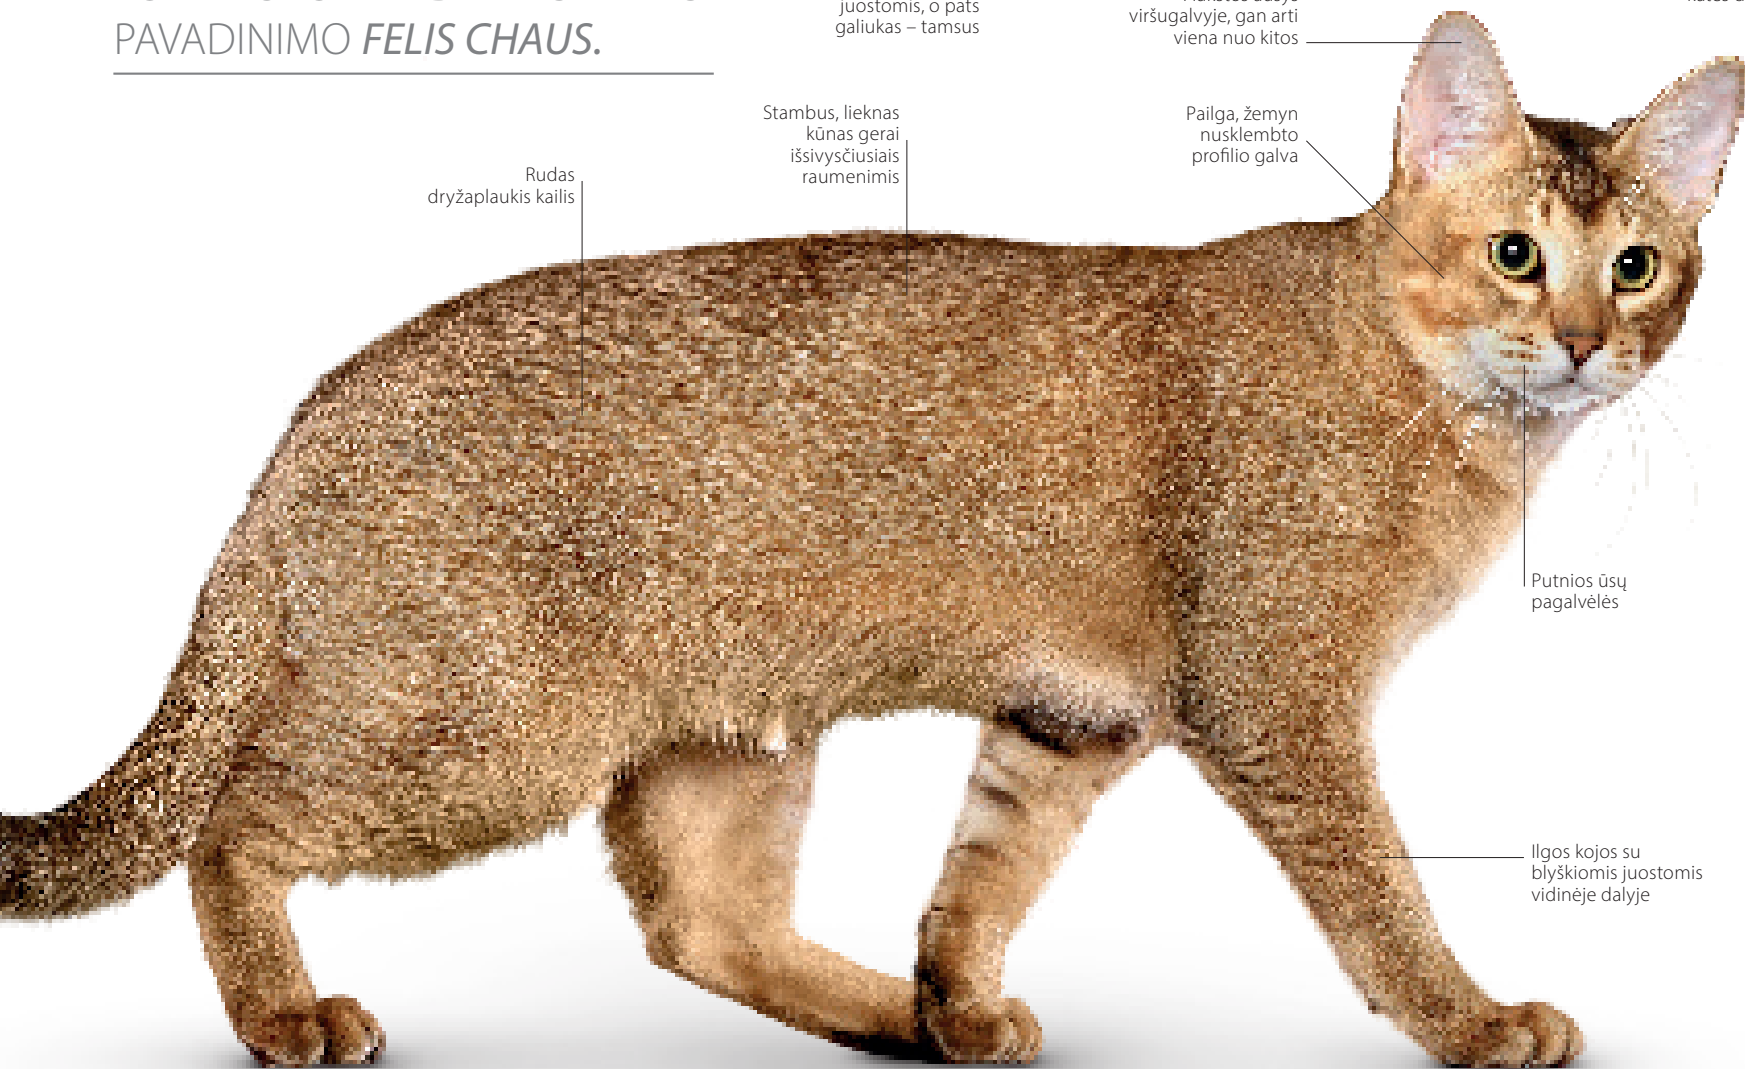 PAVADINIMO FELIS CHAUS.
juostomis, o pats
galiukas – tamsus
viršugalvyje, gan arti
viena nuo kitos
Stambus, lieknas
kūnas gerai
išsivysčiusiais
raumenimis
Pailga, žemyn
nusklembto
profilio galva
Rudas
dryžaplaukis kailis
Putnios ūsų
pagalvėlės
Ilgos kojos su
blyškiomis juostomis
vidinėje dalyje